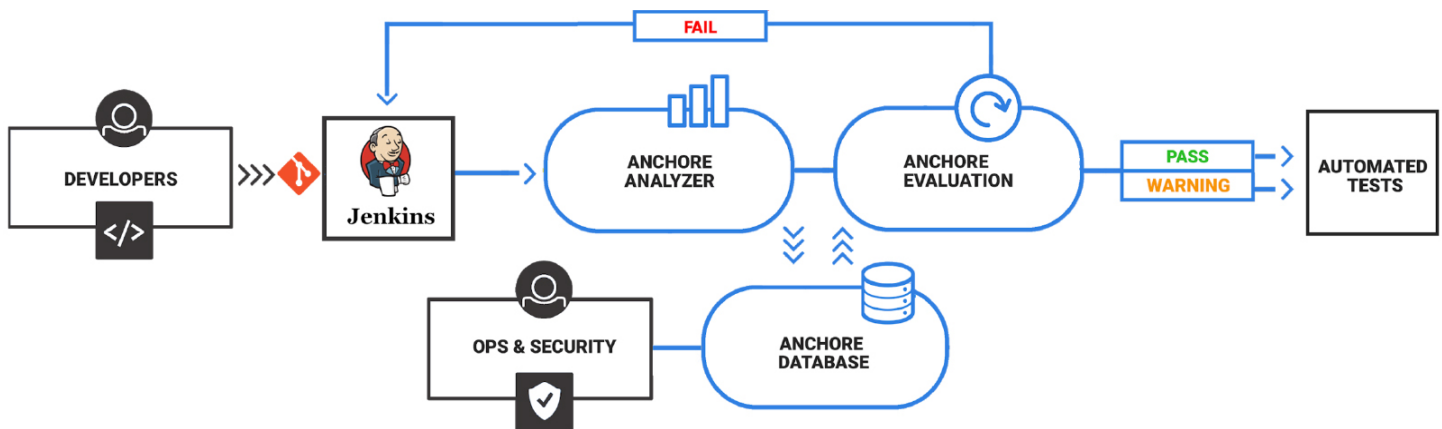 FAIL
DEVELOPERS
</>
Jenkins
ANCHORE
ANALYZER
ANCHORE
EVALUATION
PASS
WARNING
AUTOMATED
TESTS
OPS & SECURITY
ANCHORE
DATABASE